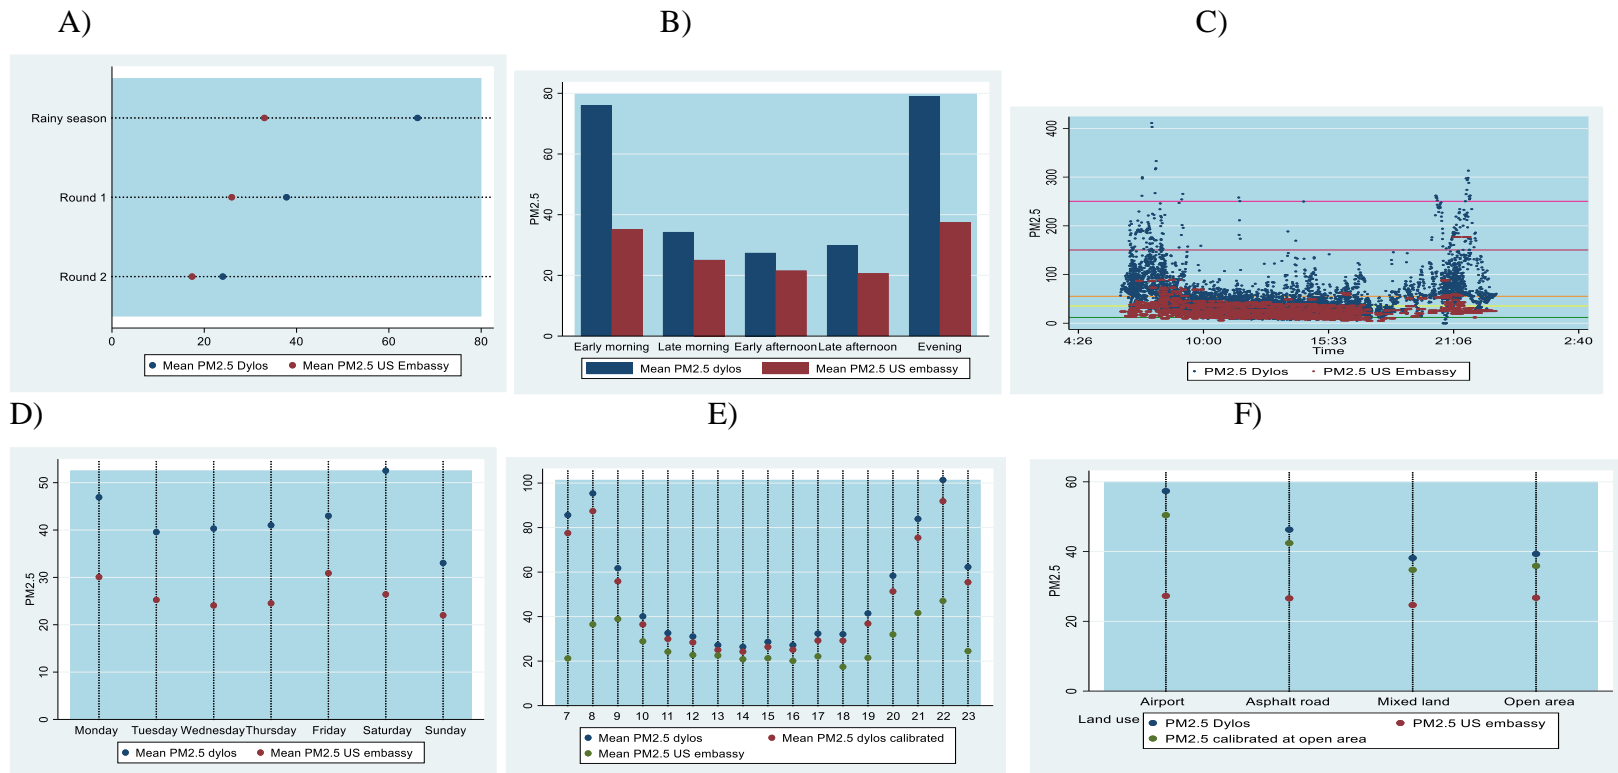 A)
B)
C)
Rainy season
Round 1
Round 2
0 20 40 60 80
Mean PM2.5 Dylos Mean PM2.5 US Embassy
PM2.5
80
60
40
20
0
Early morning Late morning Early afternoon Late afternoon Evening
Mean PM2.5 dylos Mean PM2.5 US embassy
PM2.5
400
300
200
100
0
4:26 10:00 15:33 21:06 2:40
Time
PM2.5 Dylos PM2.5 US Embassy
D)
E)
F)
PM2.5
50
40
30
20
10
0
Monday Tuesday Wednesday Thursday Friday Saturday Sunday
Mean PM2.5 dylos Mean PM2.5 US embassy
100
80
60
40
20
0
7 8 9 10 11 12 13 14 15 16 17 18 19 20 21 22 23
Mean PM2.5 dylos Mean PM2.5 dylos calibrated
Mean PM2.5 US embassy
PM2.5
60
40
20
0
Airport Asphalt road Mixed land Open area
Land use
PM2.5 Dylos PM2.5 US embassy
PM2.5 calibrated at open area